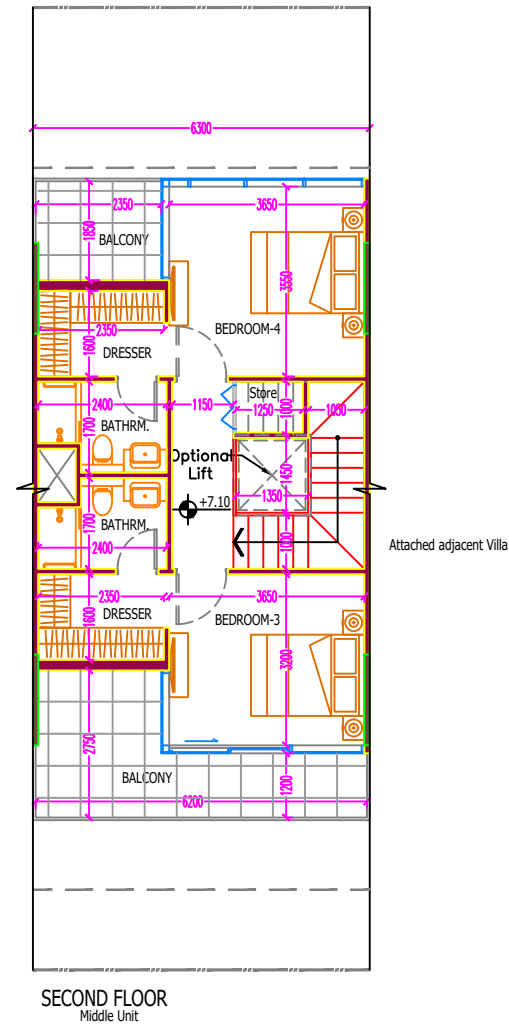 6300
2350
3650
1850
BALCONY
3550
2350
BEDROOM-4
1600
DRESSER
2400
1150
Store
1250
1000
1050
1700
BATHRM.
Optional
Lift
1450
1350
+7.10
1700
BATHRM.
1000
2400
Attached adjacent Villa
2350
3650
1600
DRESSER
BEDROOM-3
3200
2750
BALCONY
1200
6200
SECOND FLOOR
Middle Unit